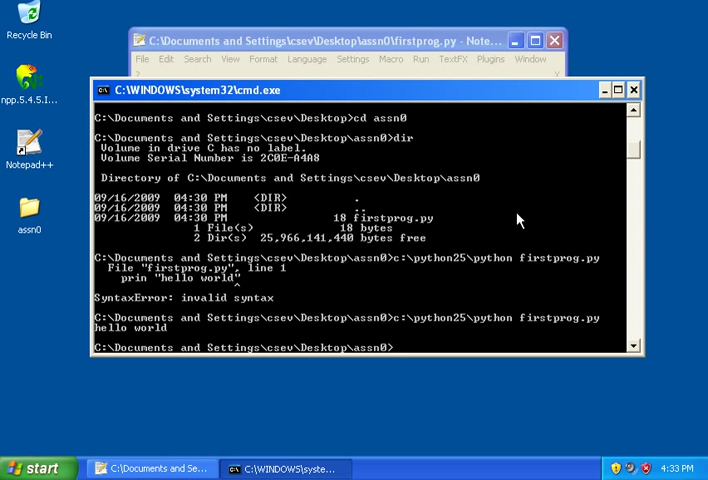 Recycle Bin
npp.5.4.5.I...
Notepad++
assn0
C:\Documents and Settings\csev\Desktop\assn0\firstprog.py - Note...
File Edit Search View Format Language Settings Macro Run TextFX Plugins Window
?
X
C:\WINDOWS\system32\cmd.exe
C:\Documents and Settings\csev\Desktop>cd assn0
C:\Documents and Settings\csev\Desktop\assn0>dir
Volume in drive C has no label.
Volume Serial Number is 2C0E-A4A8
Directory of C:\Documents and Settings\csev\Desktop\assn0
09/16/2009  04:30 PM    <DIR>          .
09/16/2009  04:30 PM    <DIR>          ..
09/16/2009  04:30 PM                18 firstprog.py
1 File(s)             18 bytes
2 Dir(s)  25,966,141,440 bytes free
C:\Documents and Settings\csev\Desktop\assn0>c:\python25\python firstprog.py
File "firstprog.py", line 1
prin "hello world"
^
SyntaxError: invalid syntax
C:\Documents and Settings\csev\Desktop\assn0>c:\python25\python firstprog.py
hello world
C:\Documents and Settings\csev\Desktop\assn0>
start
C:\Documents and Se...
C:\WINDOWS\syste...
4:33 PM